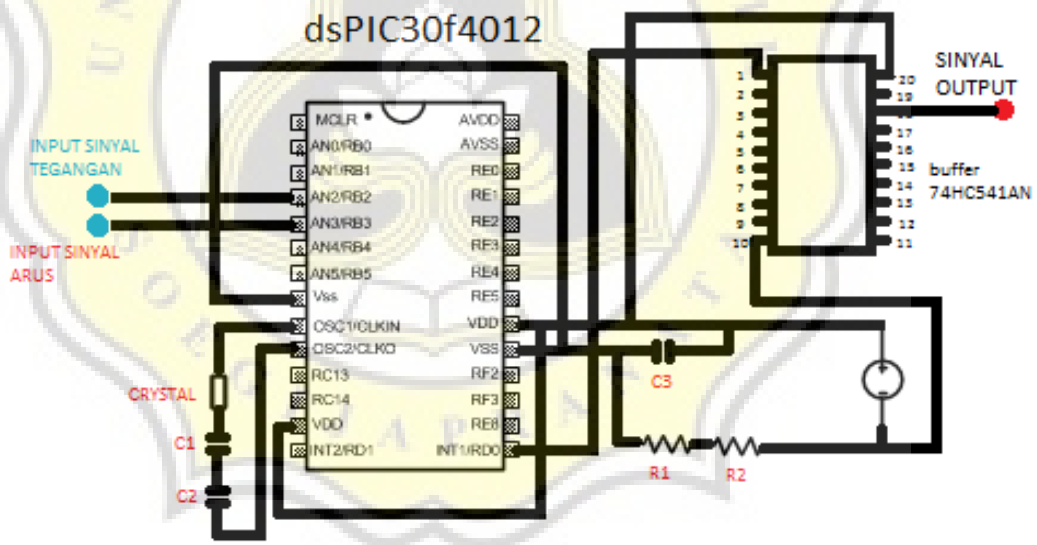 dsPIC30f4012
INPUT SINYAL
TEGANGAN
INPUT SINYAL
ARUS
MCLR
AN0/RB0
AN1/RB1
AN2/RB2
AN3/RB3
AN4/RB4
AN5/RB5
Vss
OSC1/CLKIN
OSC2/CLKO
RC13
RC14
VDD
INT2/RD1
AVDD
AVSS
RE0
RE1
RE2
RE3
RE4
RE5
VDD
VSS
RF2
RF3
RE8
INT1/RD0
CRYSTAL
C1
C2
C3
R1
R2
1
2
3
4
5
6
7
8
9
10
20
19
17
16
15
14
13
12
11
SINYAL
OUTPUT
buffer
74HC541AN